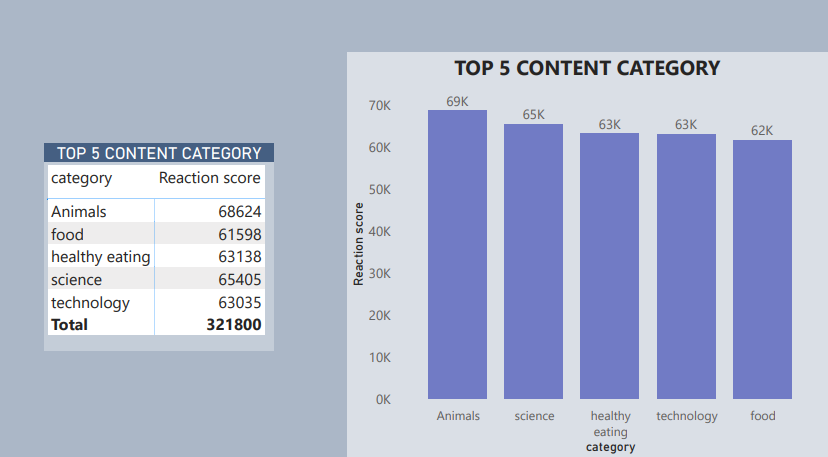 TOP 5 CONTENT CATEGORY
category Reaction score
Animals 68624
food 61598
healthy eating 63138
science 65405
technology 63035
Total 321800
TOP 5 CONTENT CATEGORY
Reaction score
70K
60K
50K
40K
30K
20K
10K
0K
69K
65K
63K
63K
62K
Animals
science
healthy
eating
technology
food
category